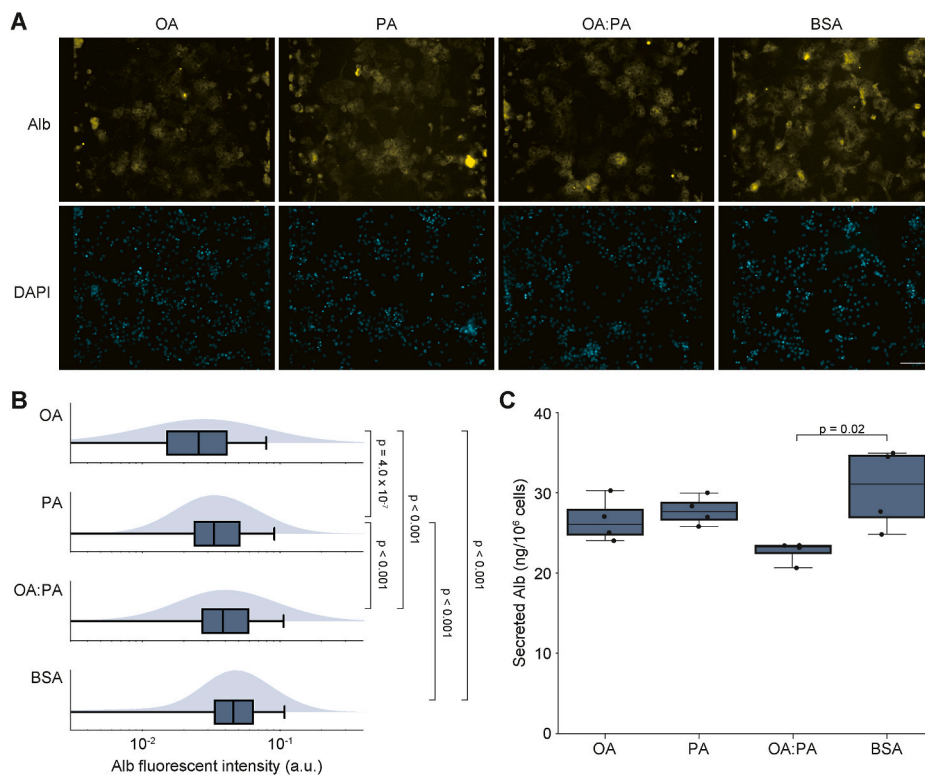 A
OA PA OA:PA BSA
Alb
DAPI
B
OA
PA
OA:PA
BSA
p = 4.0 x 10⁻⁷
p < 0.001
p < 0.001
p < 0.001
p < 0.001
10⁻² 10⁻¹
Alb fluorescent intensity (a.u.)
C
40
30
20
10
0
Secreted Alb (ng/10⁶ cells)
p = 0.02
OA PA OA:PA BSA